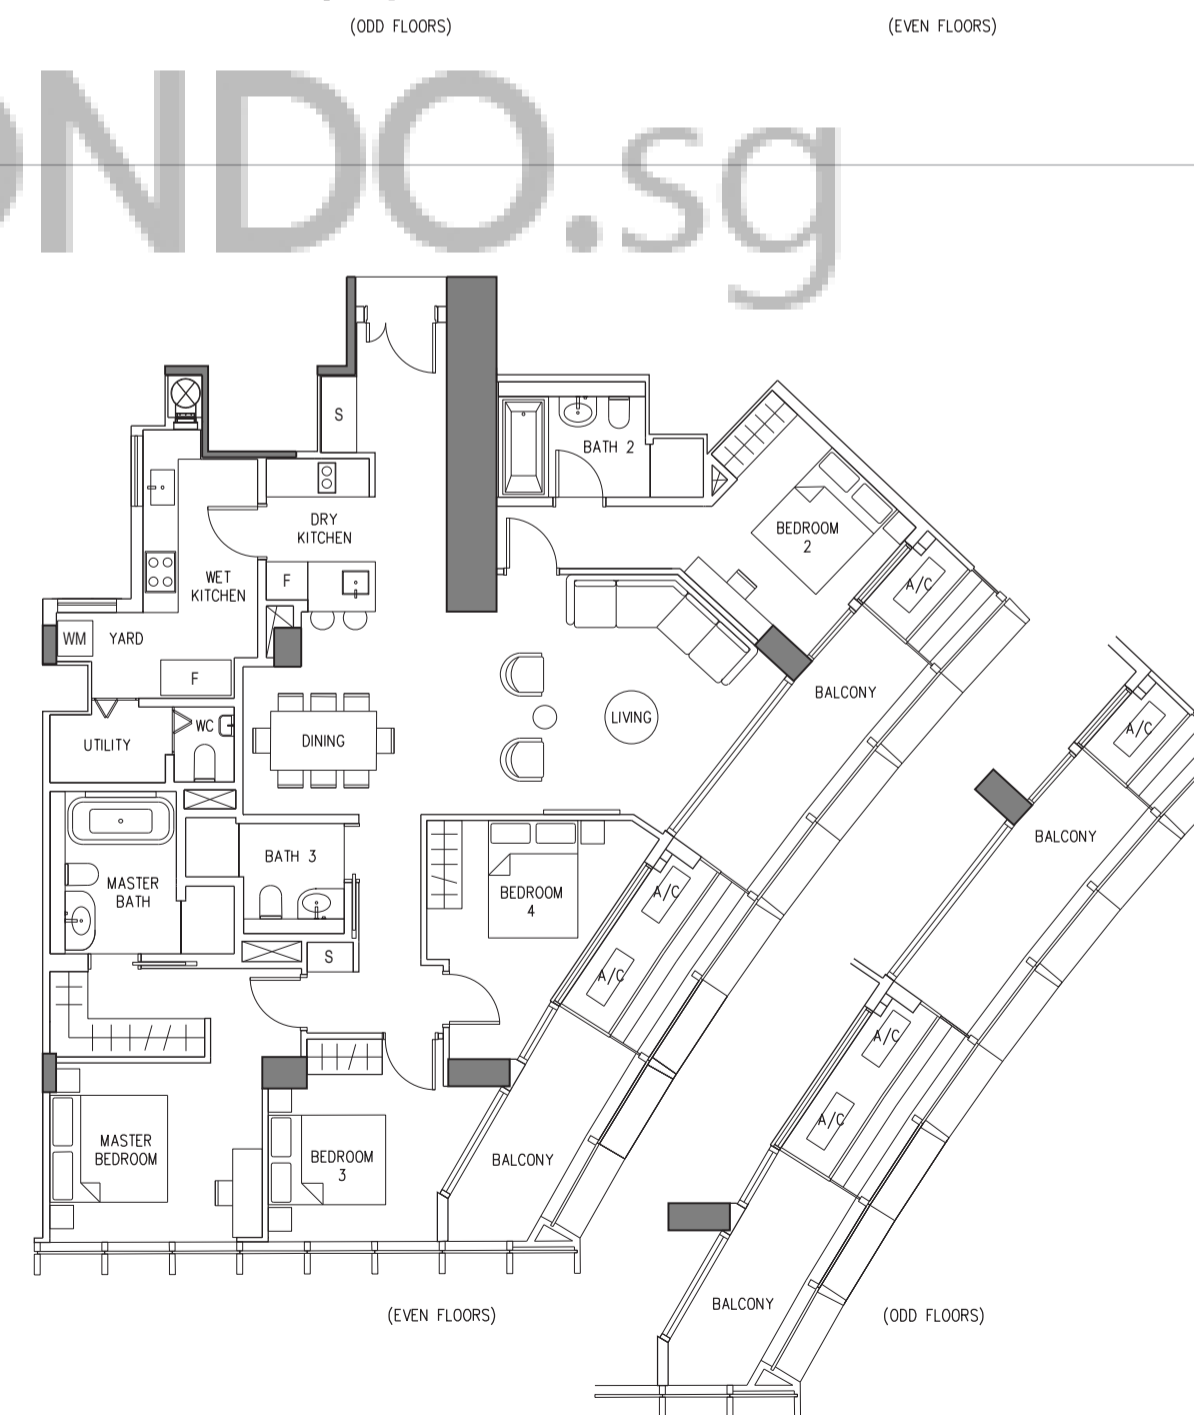 (ODD FLOORS)
(EVEN FLOORS)
ONDO.sg
S
BATH 2
DRY
KITCHEN
BEDROOM
2
A/C
F
WET
KITCHEN
WM
YARD
F
BALCONY
UTILITY
WC
DINING
LIVING
A/C
BALCONY
BATH 3
MASTER
BATH
BEDROOM
4
A/C
A/C
S
A/C
A/C
MASTER
BEDROOM
BEDROOM
3
BALCONY
BALCONY
(EVEN FLOORS)
(ODD FLOORS)